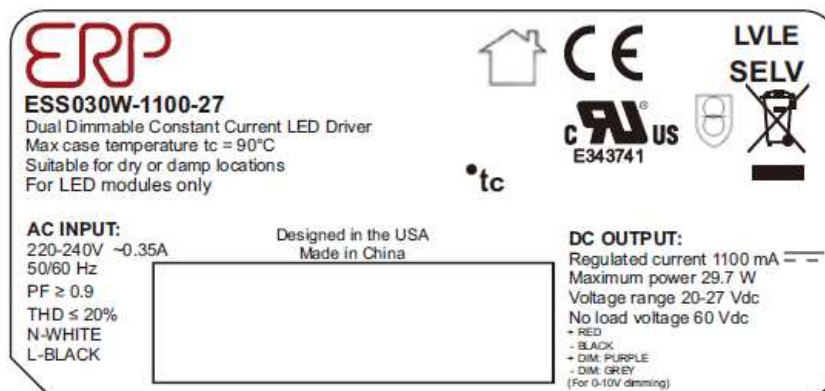 ERP
ESS030W-1100-27
Dual Dimmable Constant Current LED Driver
Max case temperature tc = 90°C
Suitable for dry or damp locations
For LED modules only
CE
LVLE
SELV
C RU US
®
E343741
•tc
AC INPUT:
220-240V ~0.35A
50/60 Hz
PF ≥ 0.9
THD ≤ 20%
N-WHITE
L-BLACK
Designed in the USA
Made in China
DC OUTPUT:
Regulated current 1100 mA
Maximum power 29.7 W
Voltage range 20-27 Vdc
No load voltage 60 Vdc
+ RED
- BLACK
+ DIM: PURPLE
- DIM: GREY
(For 0-10V dimming)